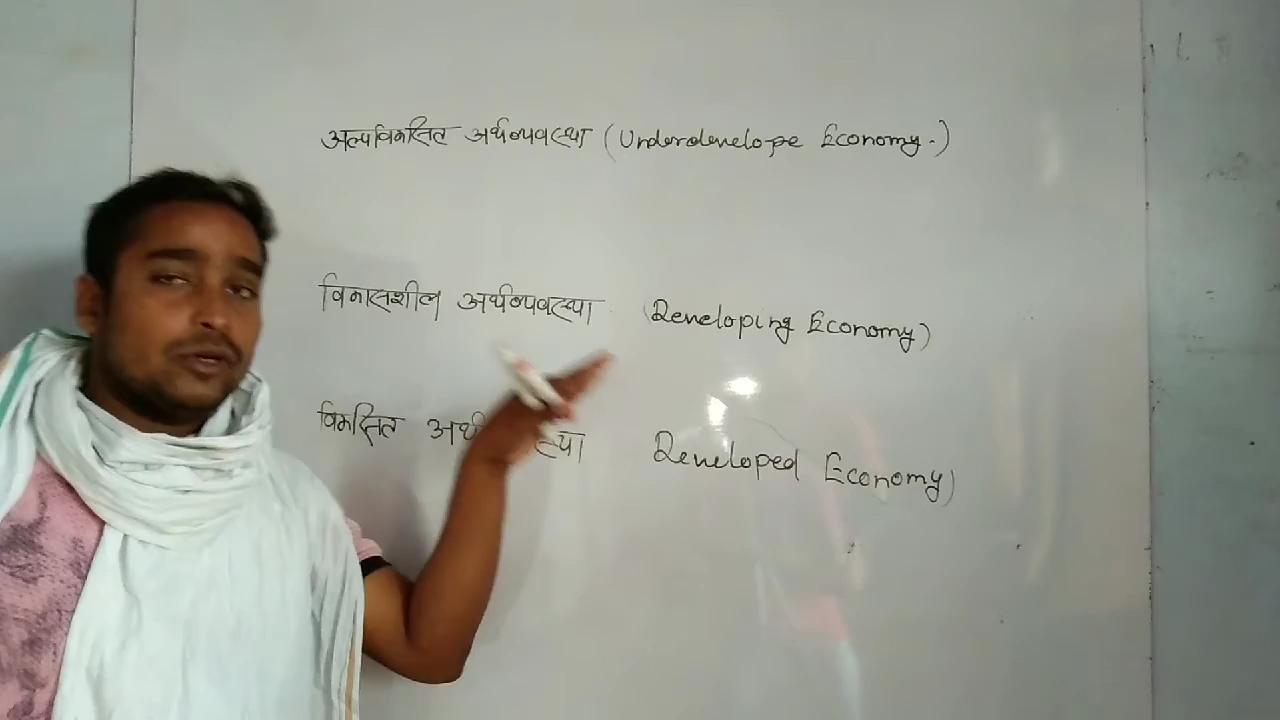 अल्पविकसित अर्थव्यवस्था (Underdevelope Economy.)
विकासशील अर्थव्यवस्था (Developing Economy)
विकसित Developed Economy)